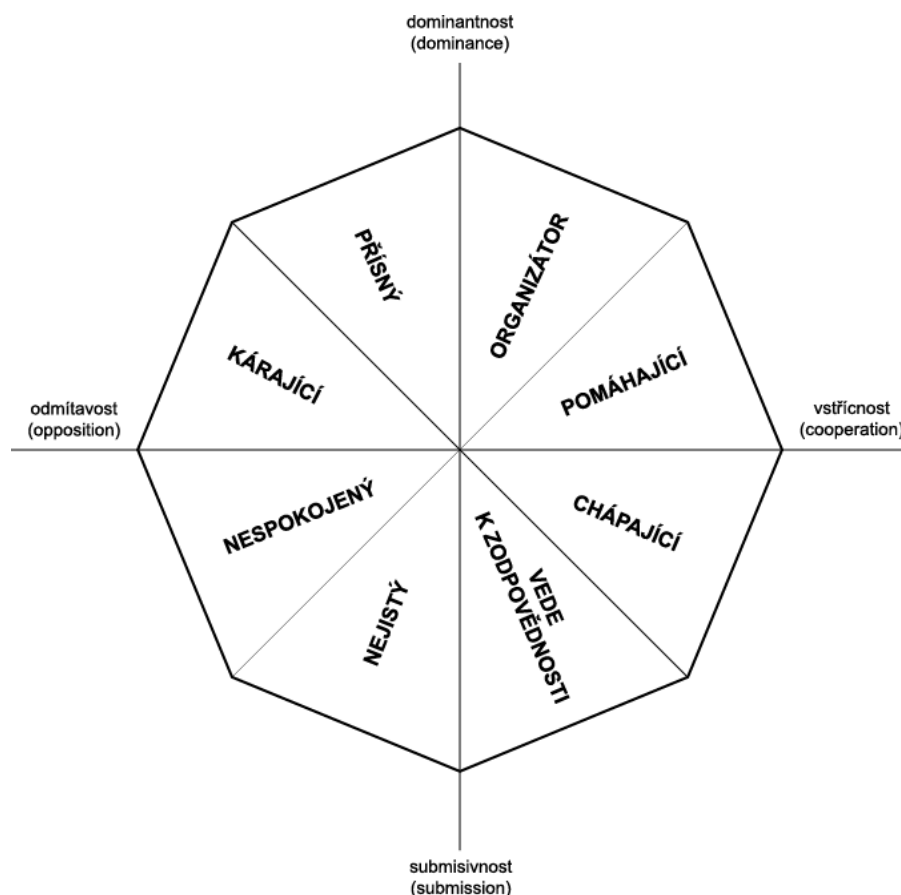 dominantnost
(dominance)
PŘÍSNÝ
ORGANIZÁTOR
KÁRAJÍCÍ
POMÁHAJÍCÍ
odmítavost
(opposition)
vstřícnost
(cooperation)
NESPOKOJENÝ
CHÁPAJÍCÍ
NEJISTÝ
VEDE
K ZODPOVĚDNOSTI
submisivnost
(submission)